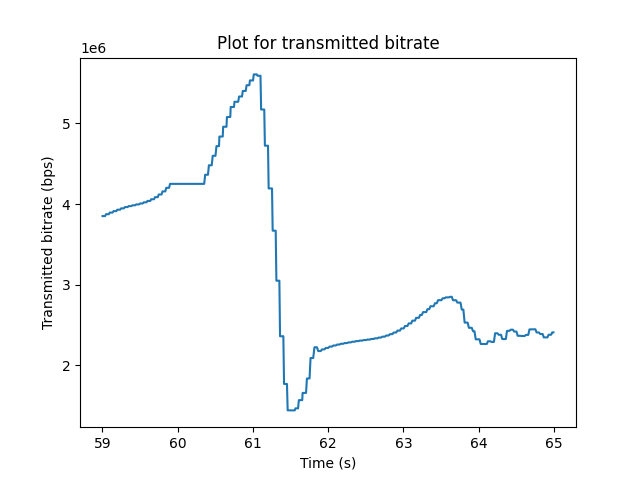 Plot for transmitted bitrate
1e6
5
4
3
2
Transmitted bitrate (bps)
59 60 61 62 63 64 65
Time (s)